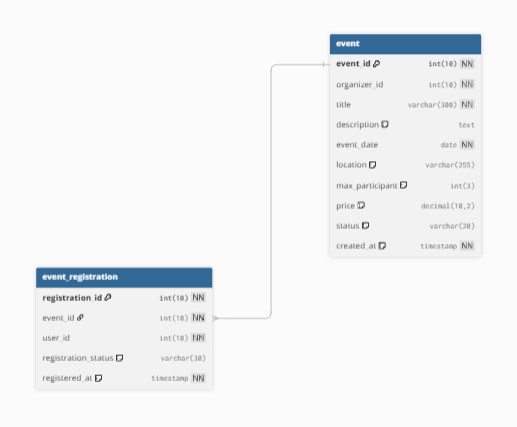 event
event_id int(10) NN
organizer_id int(10) NN
title varchar(300) NN
description text
event_date date NN
location varchar(255)
max_participant int(3)
price decimal(10,2)
status varchar(20)
created_at timestamp NN
event_registration
registration_id int(10) NN
event_id int(10) NN
user_id int(10) NN
registration_status varchar(30)
registered_at timestamp NN